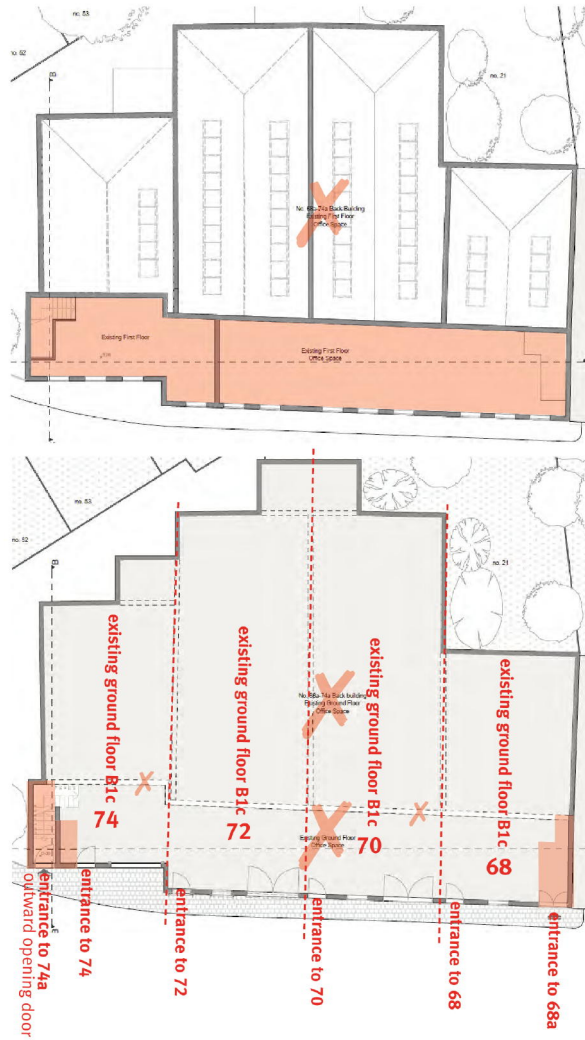 no. 53
no. 52
B
no. 21
No. 68a-74a Back Building
Existing First Floor
Office Space
Existing First Floor
Existing First Floor
Office Space
no. 53
no. 52
B
no. 21
existing ground floor B1c
74
existing ground floor B1c
72
existing ground floor B1c
70
existing ground floor B1c
68
No. 68a-74a Back building
Existing Ground Floor
Office Space
Existing Ground Floor
Office Space
entrance to 74a
outward opening door
entrance to 74
entrance to 72
entrance to 70
entrance to 68
entrance to 68a